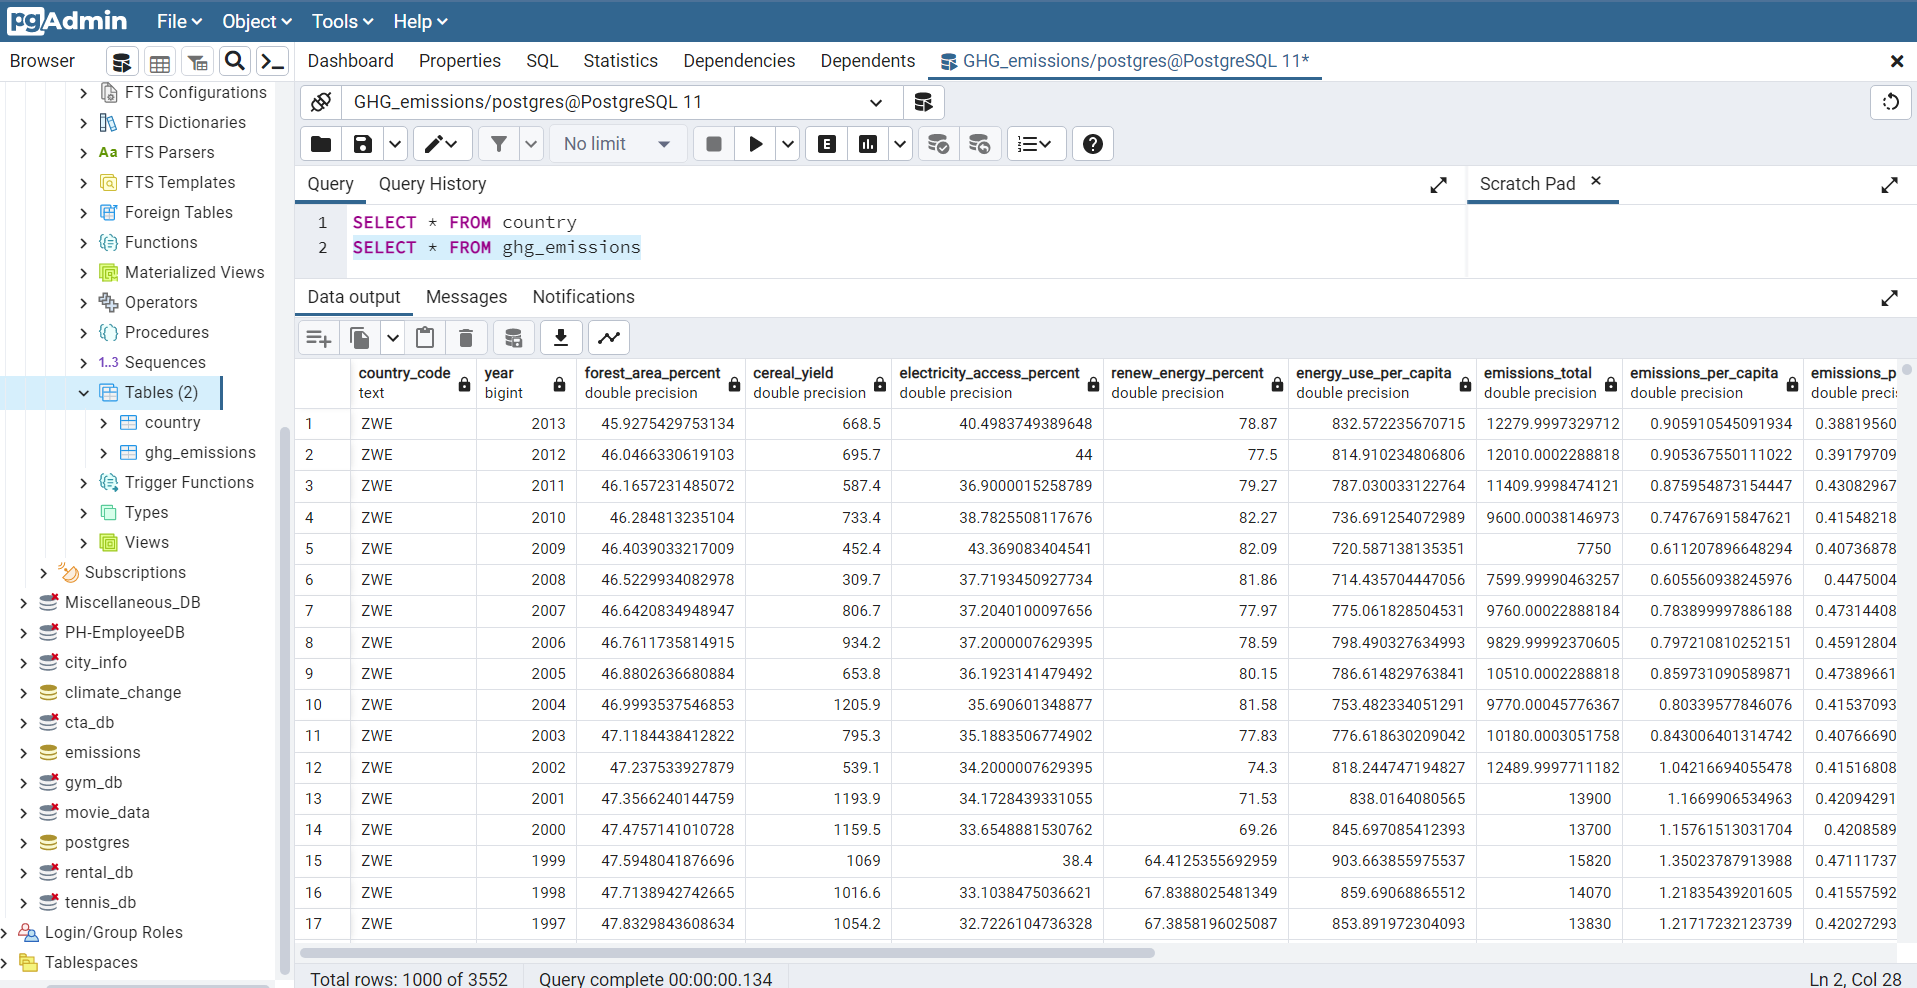 pgAdmin File Object Tools Help
Browser Dashboard Properties SQL Statistics Dependencies Dependents GHG_emissions/postgres@PostgreSQL 11*
FTS Configurations
FTS Dictionaries
Aa FTS Parsers
FTS Templates
Foreign Tables
Functions
Materialized Views
Operators
Procedures
1..3 Sequences
Tables (2)
country
ghg_emissions
Trigger Functions
Types
Views
Subscriptions
Miscellaneous_DB
PH-EmployeeDB
city_info
climate_change
cta_db
emissions
gym_db
movie_data
postgres
rental_db
tennis_db
Login/Group Roles
Tablespaces
GHG_emissions/postgres@PostgreSQL 11
No limit E
Query Query History Scratch Pad
1 SELECT * FROM country
2 SELECT * FROM ghg_emissions
Data output Messages Notifications
country_code year forest_area_percent cereal_yield electricity_access_percent renew_energy_percent energy_use_per_capita emissions_total emissions_per_capita emissions_p
text bigint double precision double precision double precision double precision double precision double precision double precision double preci
1 ZWE 2013 45.9275429753134 668.5 40.4983749389648 78.87 832.572235670715 12279.9997329712 0.905910545091934 0.38819560
2 ZWE 2012 46.0466330619103 695.7 44 77.5 814.910234806806 12010.0002288818 0.905367550111022 0.39179709
3 ZWE 2011 46.1657231485072 587.4 36.9000015258789 79.27 787.030033122764 11409.9998474121 0.875954873154447 0.43082967
4 ZWE 2010 46.284813235104 733.4 38.7825508117676 82.27 736.691254072989 9600.00038146973 0.747676915847621 0.41548218
5 ZWE 2009 46.4039033217009 452.4 43.369083404541 82.09 720.587138135351 7750 0.611207896648294 0.40736878
6 ZWE 2008 46.5229934082978 309.7 37.7193450927734 81.86 714.435704447056 7599.99990463257 0.605560938245976 0.4475004
7 ZWE 2007 46.6420834948947 806.7 37.2040100097656 77.97 775.061828504531 9760.00022888184 0.783899997886188 0.47314408
8 ZWE 2006 46.7611735814915 934.2 37.2000007629395 78.59 798.490327634993 9829.99992370605 0.797210810252151 0.45912804
9 ZWE 2005 46.8802636680884 653.8 36.1923141479492 80.15 786.614829763841 10510.0002288818 0.859731090589871 0.47389661
10 ZWE 2004 46.9993537546853 1205.9 35.690601348877 81.58 753.482334051291 9770.00045776367 0.80339577846076 0.41537093
11 ZWE 2003 47.1184438412822 795.3 35.1883506774902 77.83 776.618630209042 10180.0003051758 0.843006401314742 0.40766690
12 ZWE 2002 47.237533927879 539.1 34.2000007629395 74.3 818.244747194827 12489.9997711182 1.04216694055478 0.41516808
13 ZWE 2001 47.3566240144759 1193.9 34.1728439331055 71.53 838.0164080565 13900 1.1669906534963 0.42094291
14 ZWE 2000 47.4757141010728 1159.5 33.6548881530762 69.26 845.697085412393 13700 1.15761513031704 0.4208589
15 ZWE 1999 47.5948041876696 1069 38.4 64.4125355692959 903.663855975537 15820 1.35023787913988 0.47111737
16 ZWE 1998 47.7138942742665 1016.6 33.1038475036621 67.8388025481349 859.69068865512 14070 1.21835439201605 0.41557592
17 ZWE 1997 47.8329843608634 1054.2 32.7226104736328 67.3858196025087 853.891972304093 13830 1.21717232123739 0.42027293
Total rows: 1000 of 3552 Query complete 00:00:00.134 Ln 2, Col 28